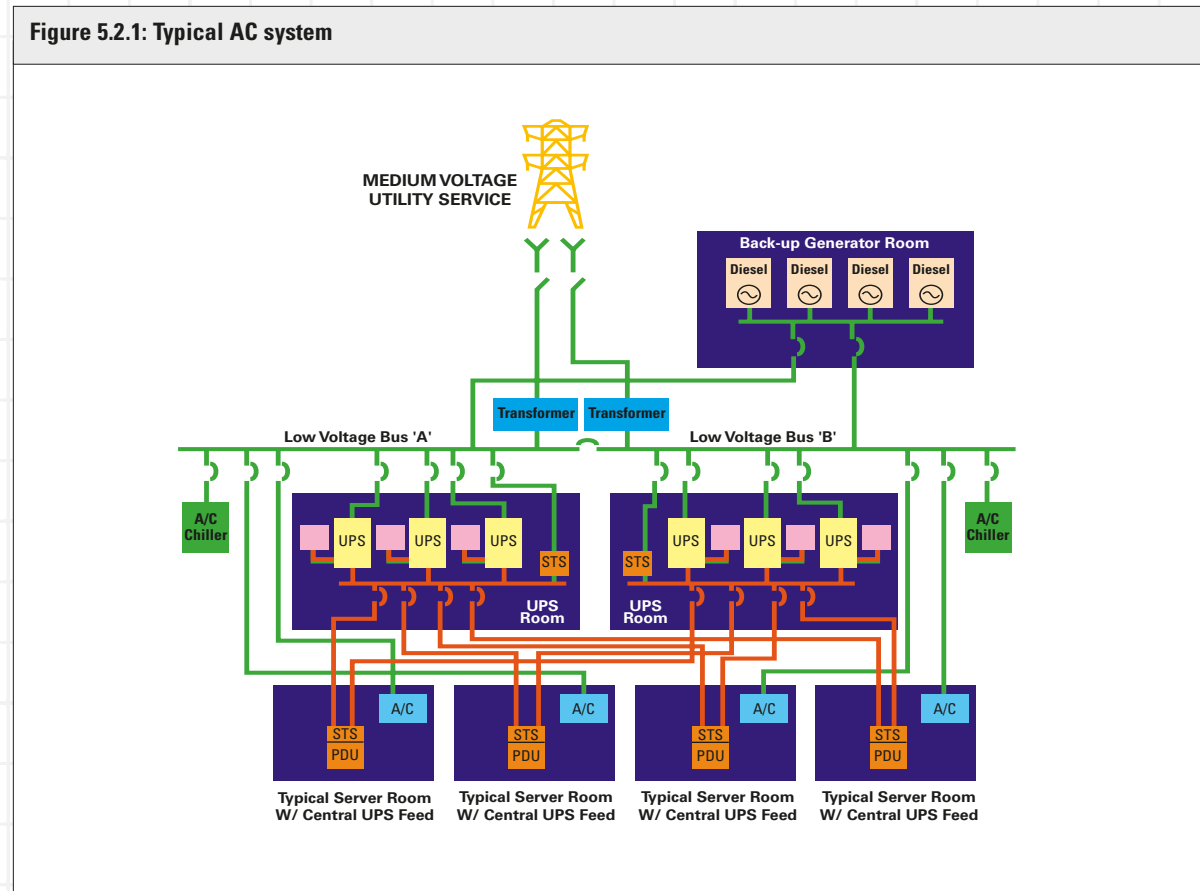 Figure 5.2.1: Typical AC system
MEDIUM VOLTAGE
UTILITY SERVICE
Back-up Generator Room
Diesel Diesel Diesel Diesel
Transformer Transformer
Low Voltage Bus 'A' Low Voltage Bus 'B'
A/C
Chiller
UPS UPS UPS
STS
UPS
Room
STS
UPS
Room
UPS UPS UPS
A/C
Chiller
A/C
STS
PDU
A/C
STS
PDU
A/C
STS
PDU
A/C
STS
PDU
Typical Server Room
W/ Central UPS Feed
Typical Server Room
W/ Central UPS Feed
Typical Server Room
W/ Central UPS Feed
Typical Server Room
W/ Central UPS Feed